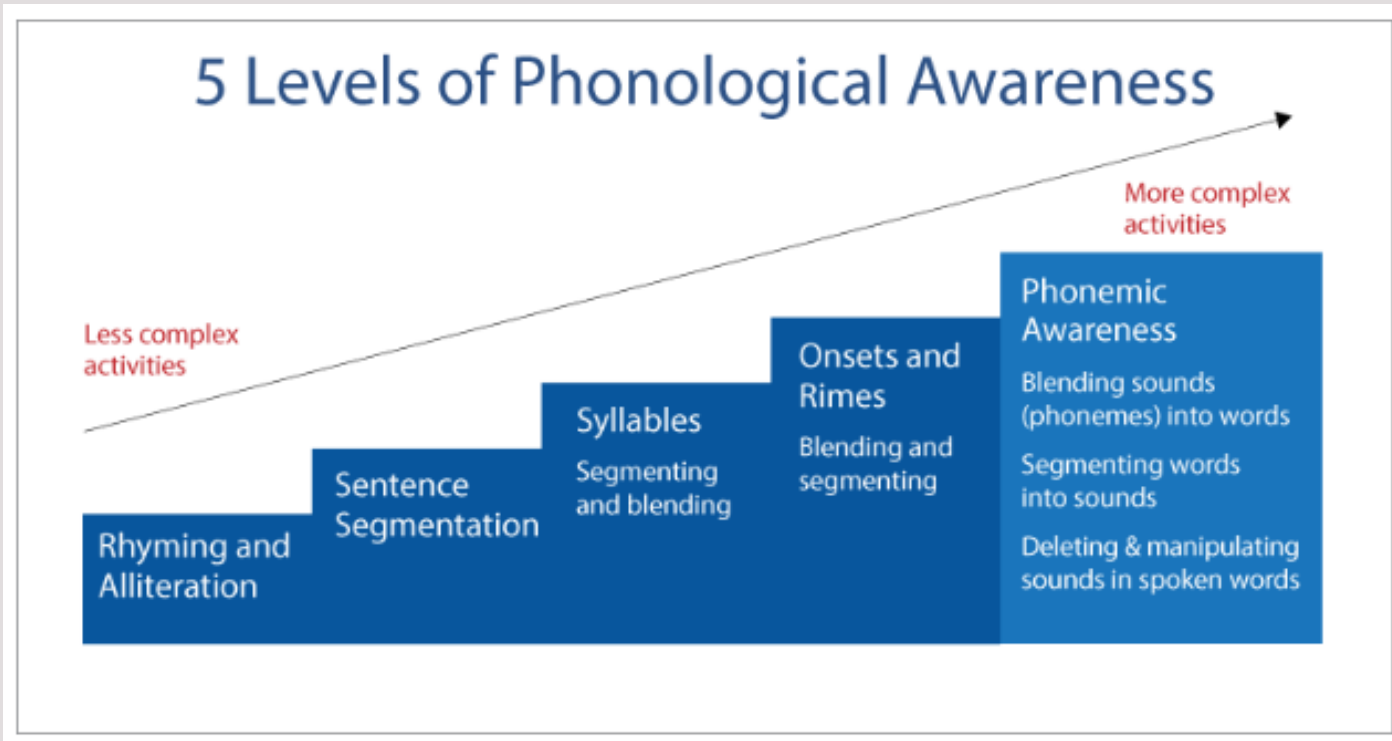 5 Levels of Phonological Awareness
Less complex
activities
More complex
activities
Rhyming and
Alliteration
Sentence
Segmentation
Syllables
Segmenting
and blending
Onsets and
Rimes
Blending and
segmenting
Phonemic
Awareness
Blending sounds
(phonemes) into words
Segmenting words
into sounds
Deleting & manipulating
sounds in spoken words